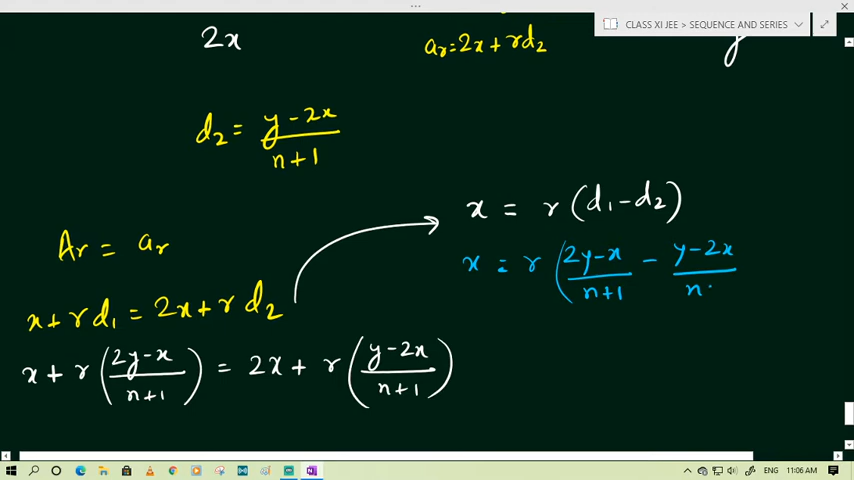 CLASS XI JEE > SEQUENCE AND SERIES
2x
ar=2x+rd2
y
d2= y-2x / n+1
x = r(d1-d2)
Ar = ar
x = r(2y-x / n+1 - y-2x / n
x+rd1=2x+rd2
x+r(2y-x / n+1) = 2x+r(y-2x / n+1)
ENG 11:06 AM